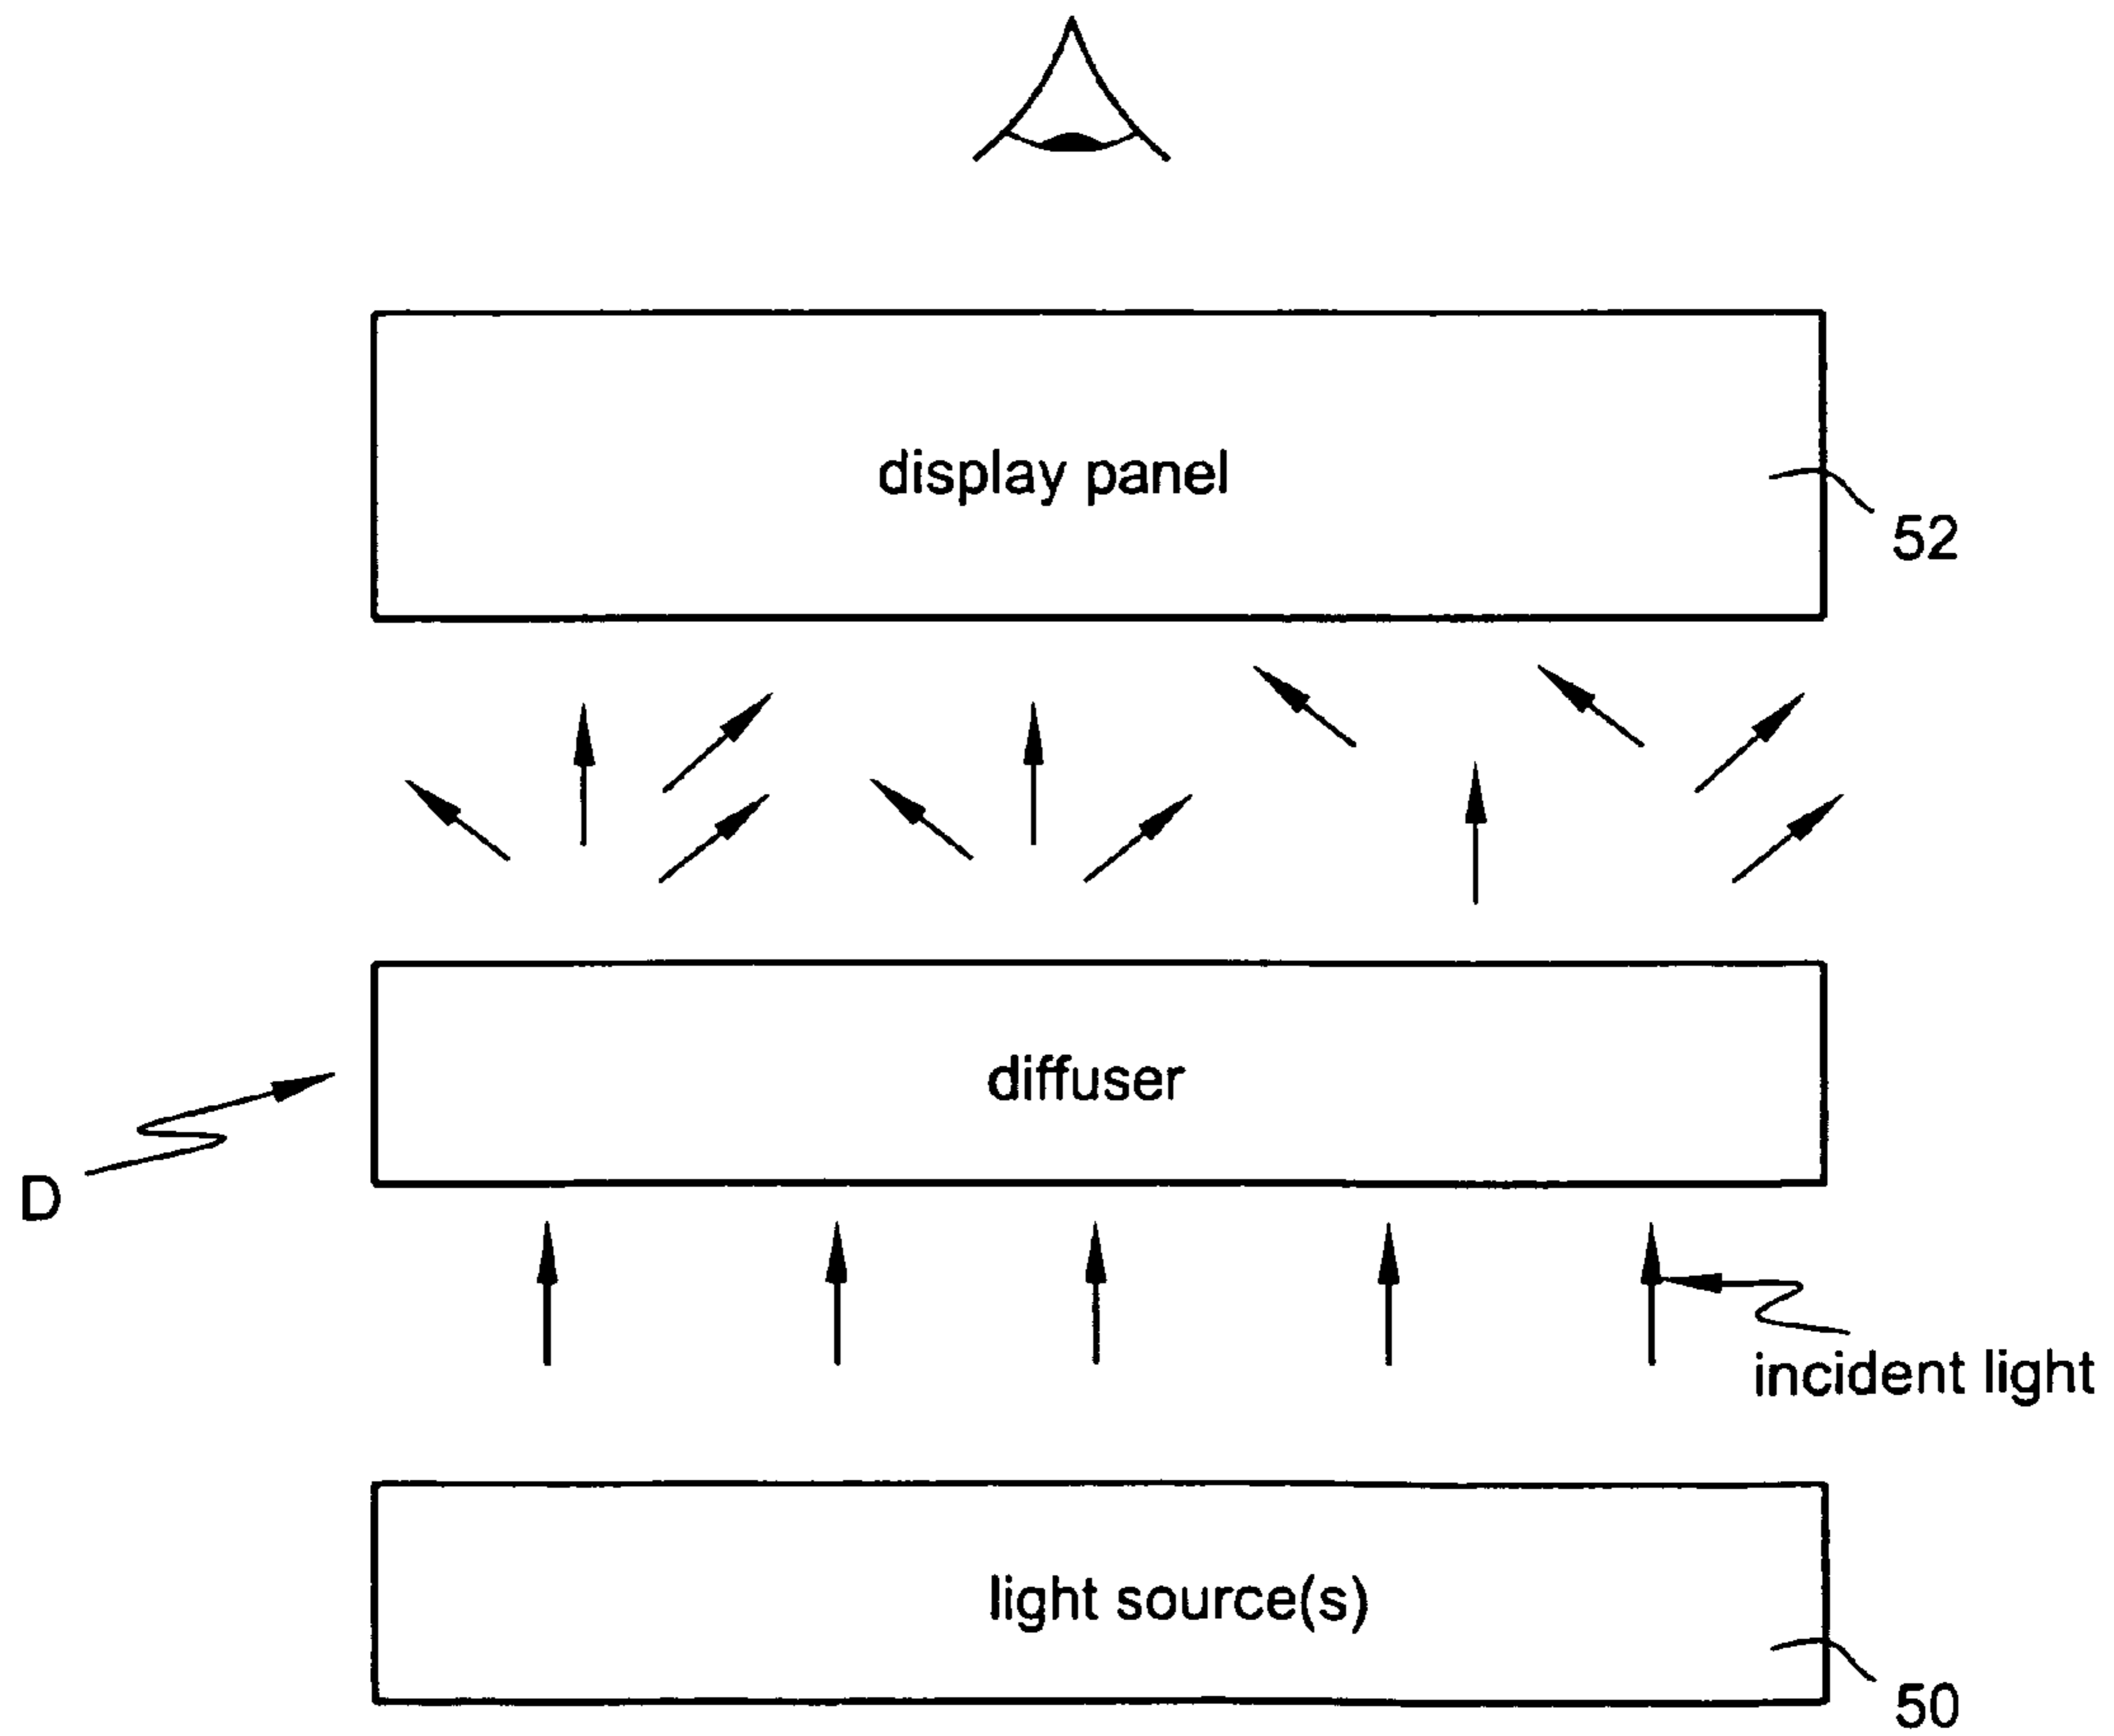 display panel
52
diffuser
D
incident light
light source(s)
50